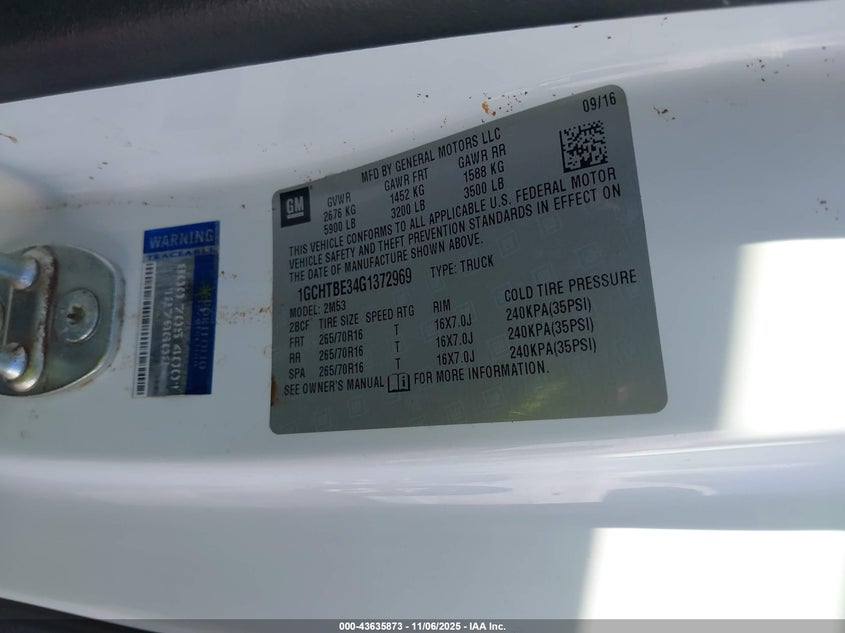 09/16
MFD BY GENERAL MOTORS LLC
GM
GVWR GAWR FRT GAWR RR
2676 KG 1452 KG 1588 KG
5900 LB 3200 LB 3500 LB
THIS VEHICLE CONFORMS TO ALL APPLICABLE U.S. FEDERAL MOTOR
VEHICLE SAFETY AND THEFT PREVENTION STANDARDS IN EFFECT ON
THE DATE OF MANUFACTURE SHOWN ABOVE.
1GCHTBE34G1372969 TYPE: TRUCK
MODEL: 2M53
2BCF TIRE SIZE SPEED RTG RIM COLD TIRE PRESSURE
FRT 265/70R16 T 16X7.0J 240KPA(35PSI)
RR 265/70R16 T 16X7.0J 240KPA(35PSI)
SPA 265/70R16 T 16X7.0J 240KPA(35PSI)
SEE OWNER'S MANUAL FOR MORE INFORMATION.
WARNING
TRACEABLE
000-43635873 - 11/06/2025 - IAA Inc.